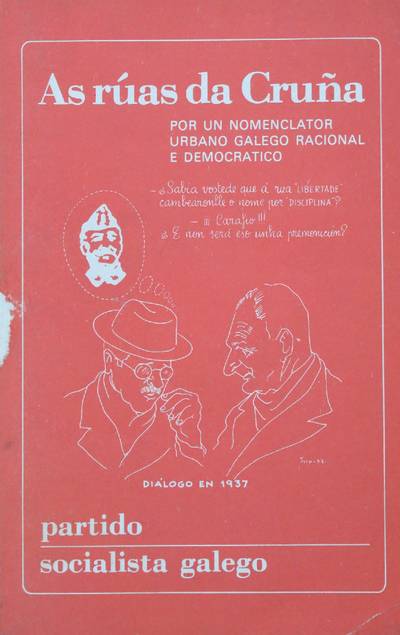 As rúas da Cruña
POR UN NOMENCLATOR
URBANO GALEGO RACIONAL
E DEMOCRATICO
-¿Sabía vostede que á rúa "LIBERTADE"
cambearonlle o nome por "DISCIPLINA"?
- ¡¡¡ Carafio !!!
¿E non será eso unha premonición?
DIÁLOGO EN 1937
partido
socialista galego